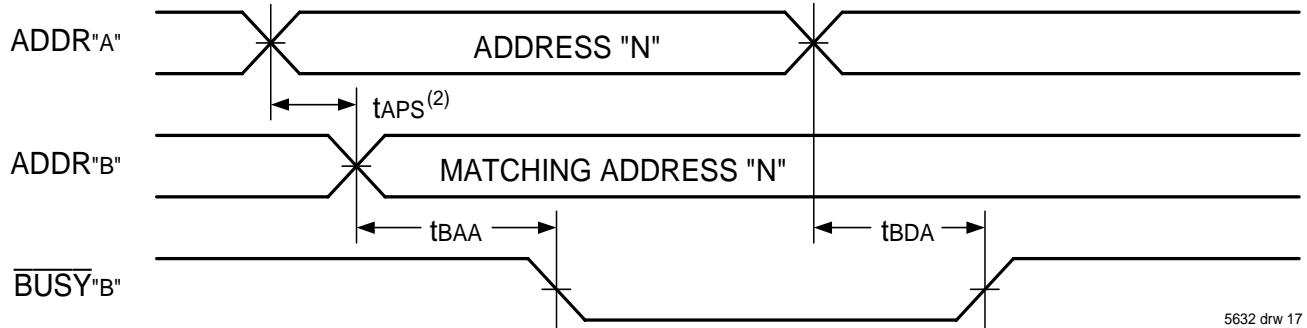 ADDR"A"
ADDRESS "N"
tAPS(2)
ADDR"B"
MATCHING ADDRESS "N"
tBAA
tBDA
BUSY"B"
5632 drw 17